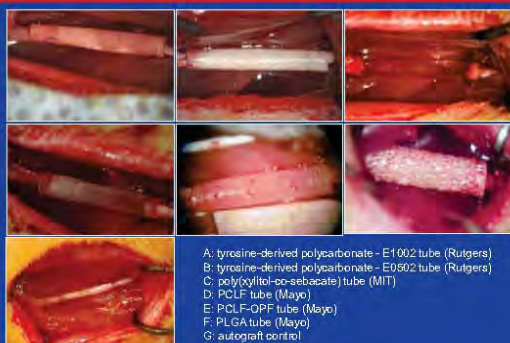 A: tyrosine-derived polycarbonate - E1002 tube (Rutgers)
B: tyrosine-derived polycarbonate - E0502 tube (Rutgers)
C: poly(xylitol-co-sebacate) tube (MIT)
D: PCLF tube (Mayo)
E: PCLF-OPF tube (Mayo)
F: PLGA tube (Mayo)
G: autograft control